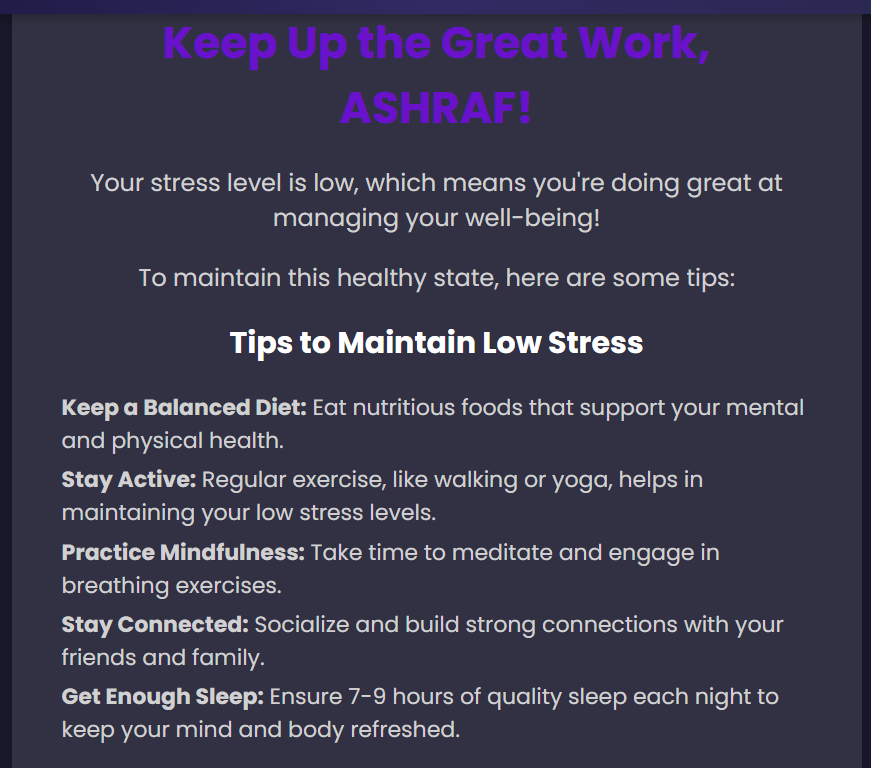 Keep Up the Great Work,
ASHRAF!
Your stress level is low, which means you're doing great at
managing your well-being!
To maintain this healthy state, here are some tips:
Tips to Maintain Low Stress
Keep a Balanced Diet: Eat nutritious foods that support your mental
and physical health.
Stay Active: Regular exercise, like walking or yoga, helps in
maintaining your low stress levels.
Practice Mindfulness: Take time to meditate and engage in
breathing exercises.
Stay Connected: Socialize and build strong connections with your
friends and family.
Get Enough Sleep: Ensure 7-9 hours of quality sleep each night to
keep your mind and body refreshed.